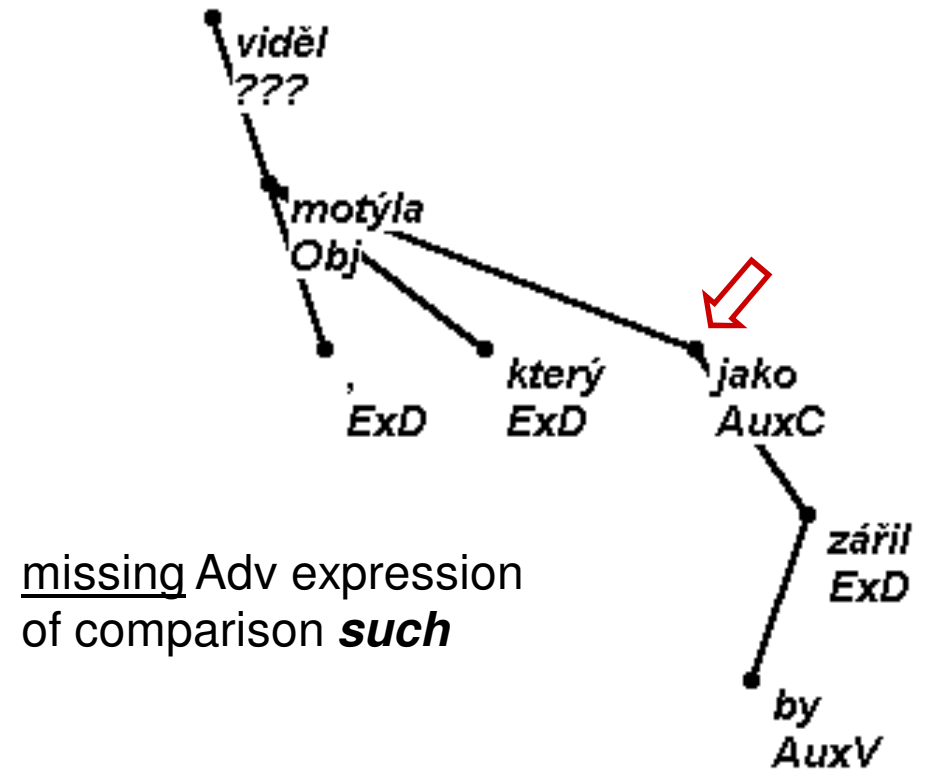 viděl
???
motýla
Obj
,
ExD
který
ExD
jako
AuxC
zářil
ExD
missing Adv expression
of comparison such
by
AuxV